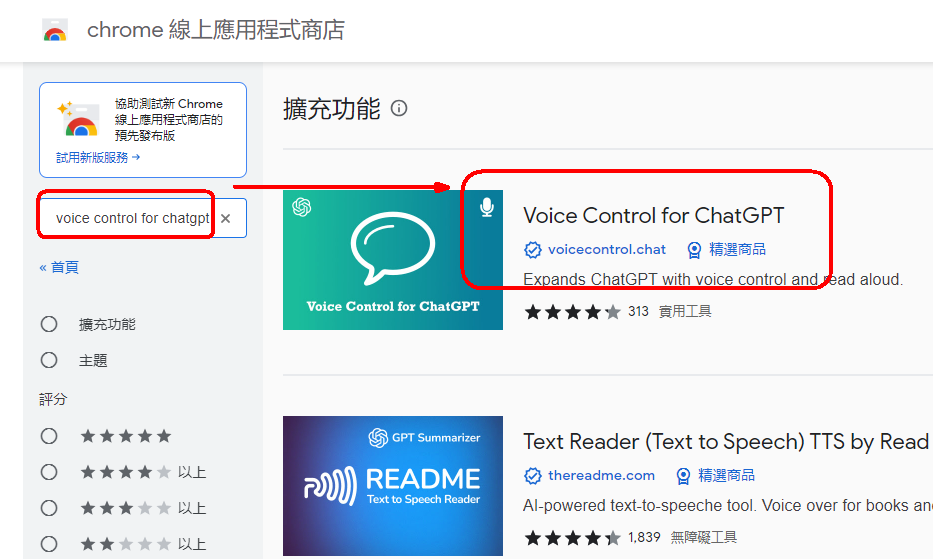 chrome 線上應用程式商店
協助測試新 Chrome
線上應用程式商店的
預先發布版
試用新版服務
voice control for chatgpt
« 首頁
擴充功能
主題
評分
以上
以上
以上
擴充功能
Voice Control for ChatGPT
Voice Control for ChatGPT
voicecontrol.chat 精選商品
Expands ChatGPT with voice control and read aloud.
313 實用工具
GPT Summarizer
README
Text to Speech Reader
Text Reader (Text to Speech) TTS by Read
thereadme.com 精選商品
AI-powered text-to-speeche tool. Voice over for books an
1,839 無障礙工具